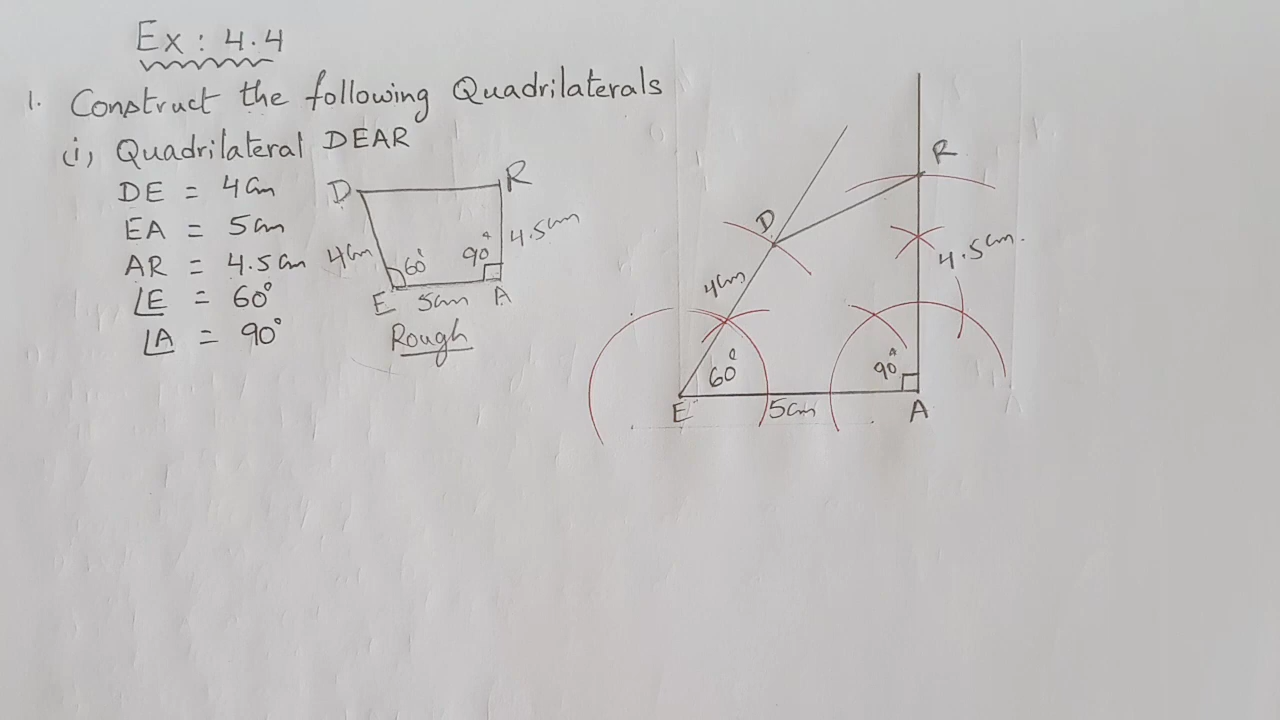 Ex : 4.4
1. Construct the following Quadrilaterals
(i) Quadrilateral DEAR
DE = 4cm
EA = 5cm
AR = 4.5cm
∠E = 60°
∠A = 90°
D R
4cm 60° 90° 4.5cm
E 5cm A
Rough
R
D
4cm 4.5cm.
60° 90°
E 5cm A